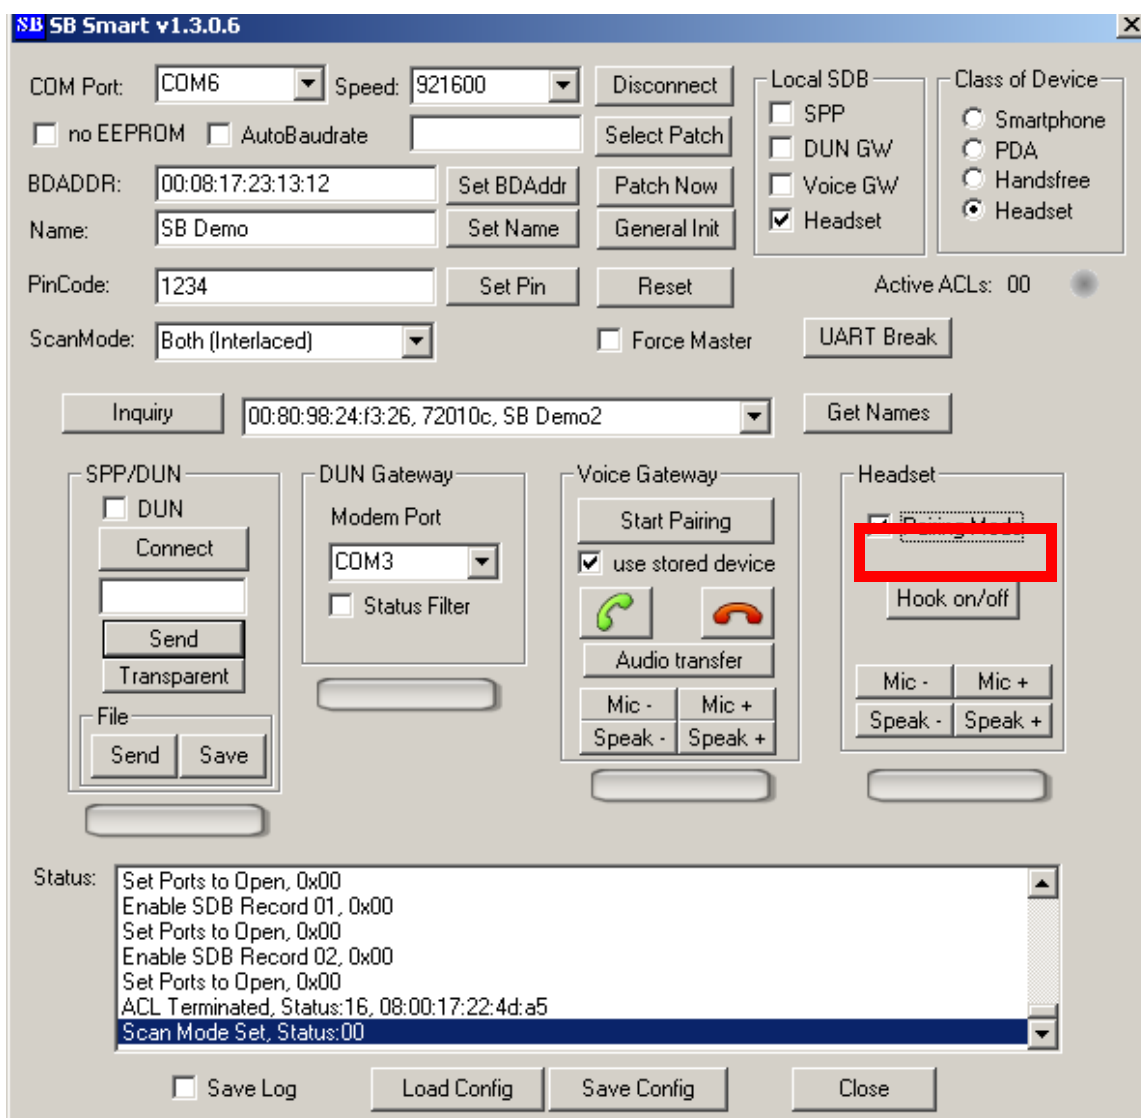 SB SB Smart v1.3.0.6
COM Port: COM6 Speed: 921600 Disconnect
no EEPROM AutoBaudrate Select Patch
BDADDR: 00:08:17:23:13:12 Set BDAddr Patch Now
Name: SB Demo Set Name General Init
PinCode: 1234 Set Pin Reset
ScanMode: Both (Interlaced) Force Master UART Break
Local SDB
SPP
DUN GW
Voice GW
Headset
Class of Device
Smartphone
PDA
Handsfree
Headset
Active ACLs: 00
Inquiry 00:80:98:24:f3:26, 72010c, SB Demo2 Get Names
SPP/DUN
DUN
Connect
Send
Transparent
File
Send Save
DUN Gateway
Modem Port
COM3
Status Filter
Voice Gateway
Start Pairing
use stored device
Audio transfer
Mic - Mic +
Speak - Speak +
Headset
Pairing Mode
Hook on/off
Mic - Mic +
Speak - Speak +
Status:
Set Ports to Open, 0x00
Enable SDB Record 01, 0x00
Set Ports to Open, 0x00
Enable SDB Record 02, 0x00
Set Ports to Open, 0x00
ACL Terminated, Status:16, 08:00:17:22:4d:a5
Scan Mode Set, Status:00
Save Log Load Config Save Config Close